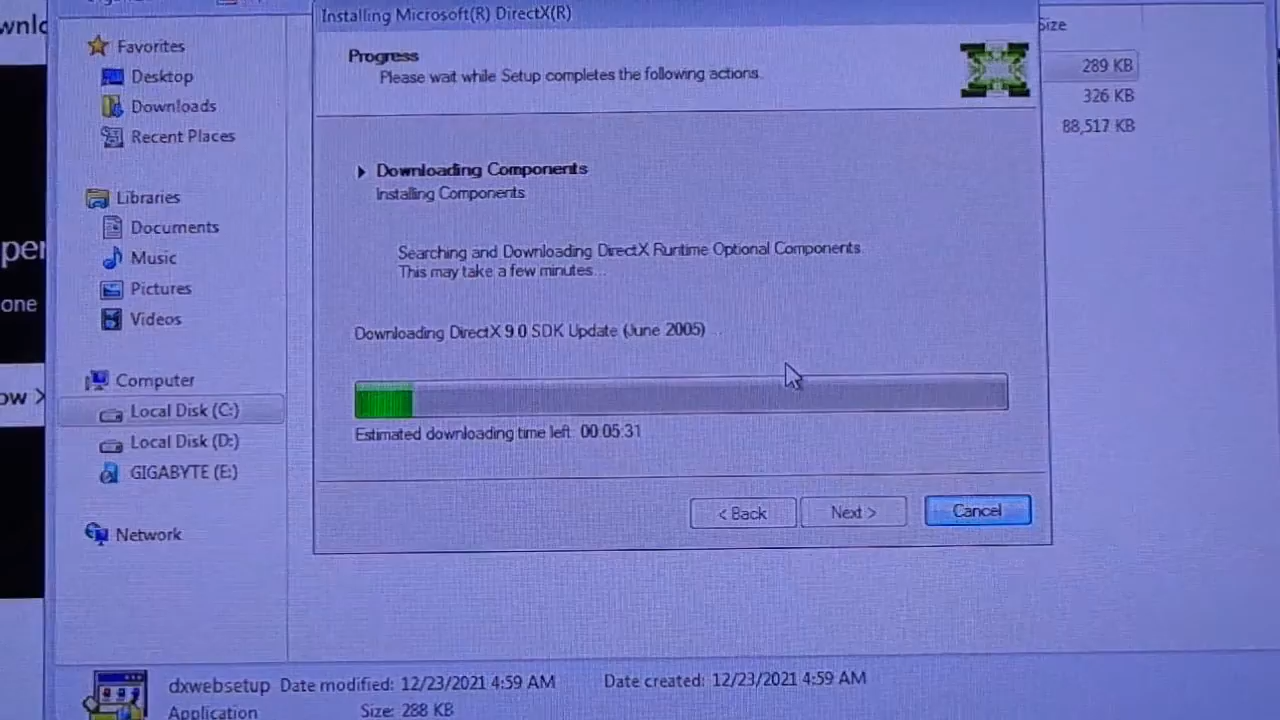 wnlo
per
one
ow >
Favorites
Desktop
Downloads
Recent Places
Libraries
Documents
Music
Pictures
Videos
Computer
Local Disk (C:)
Local Disk (D:)
GIGABYTE (E:)
Network
Installing Microsoft(R) DirectX(R)
Progress
Please wait while Setup completes the following actions.
Downloading Components
Installing Components
Searching and Downloading DirectX Runtime Optional Components.
This may take a few minutes...
Downloading DirectX 9.0 SDK Update (June 2005) ...
Estimated downloading time left: 00:05:31
< Back
Next >
Cancel
Size
289 KB
326 KB
88,517 KB
dxwebsetup Date modified: 12/23/2021 4:59 AM Date created: 12/23/2021 4:59 AM
Application Size: 288 KB